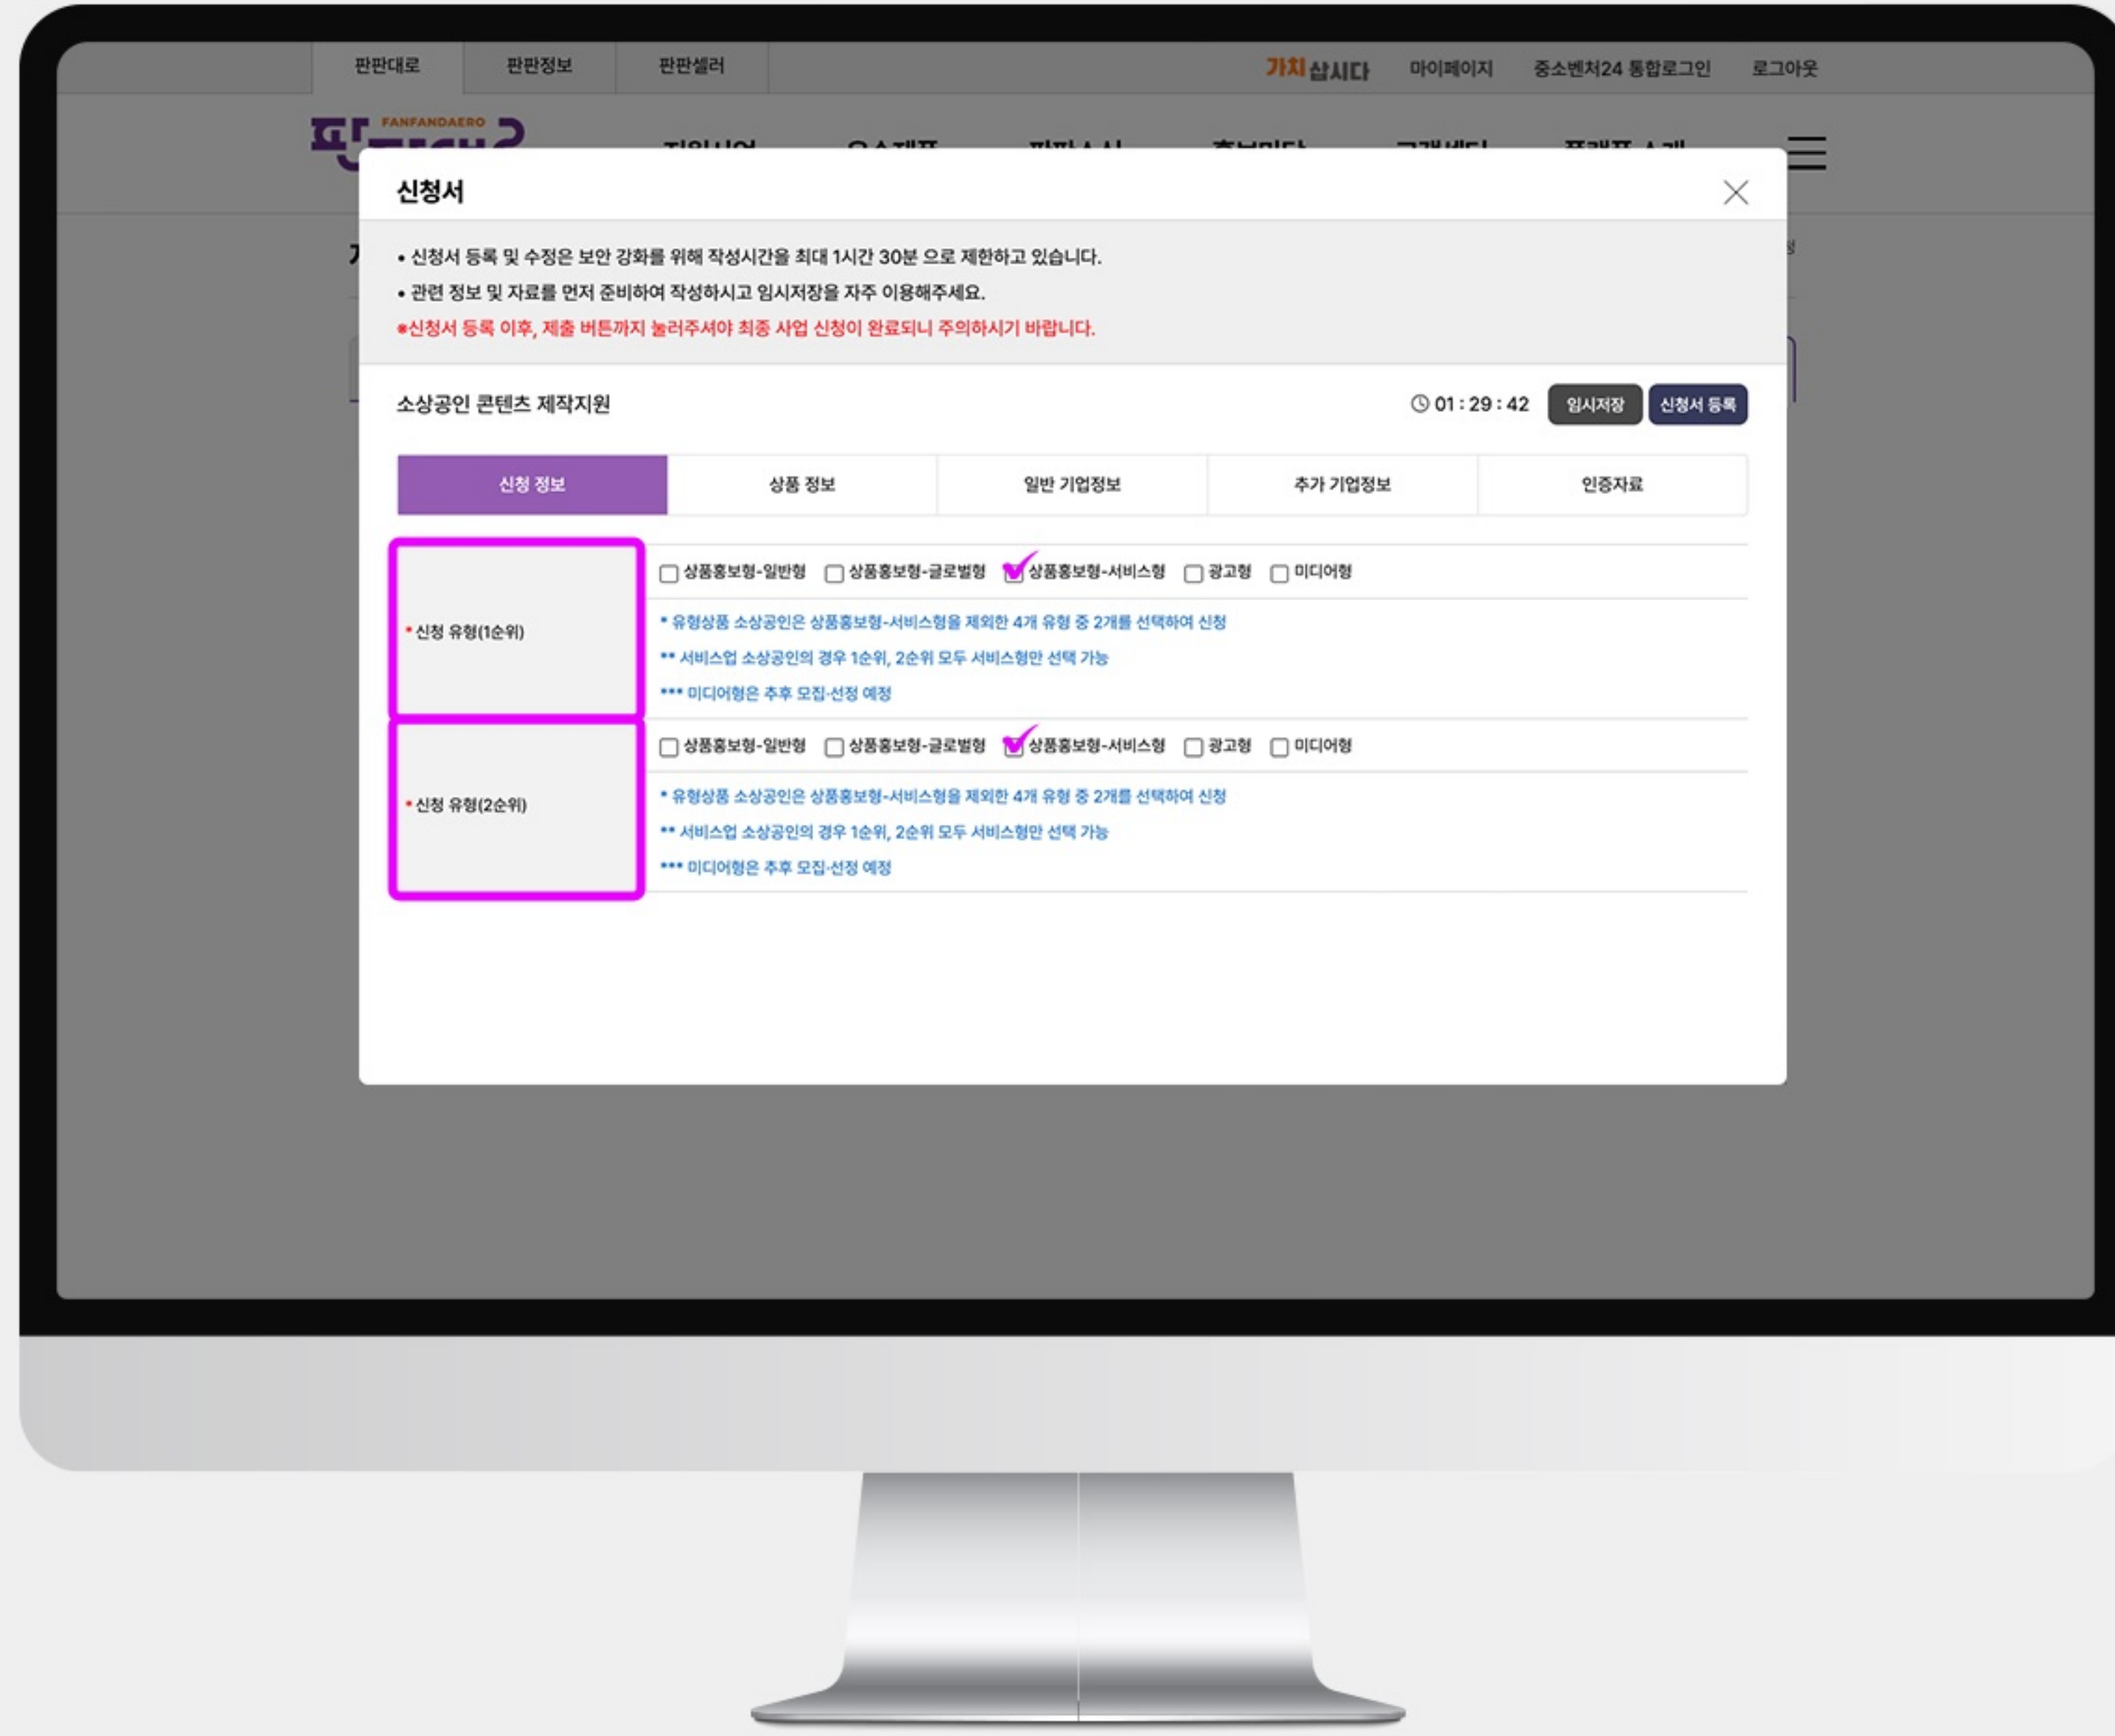 판판대로 판판정보 판판셀러 가치삽시다 마이페이지 중소벤처24 통합로그인 로그아웃
FANFANDAERO
신청서
• 신청서 등록 및 수정은 보안 강화를 위해 작성시간을 최대 1시간 30분 으로 제한하고 있습니다.
• 관련 정보 및 자료를 먼저 준비하여 작성하시고 임시저장을 자주 이용해주세요.
※신청서 등록 이후, 제출 버튼까지 눌러주셔야 최종 사업 신청이 완료되니 주의하시기 바랍니다.
소상공인 콘텐츠 제작지원 01 : 29 : 42 임시저장 신청서 등록
신청 정보 상품 정보 일반 기업정보 추가 기업정보 인증자료
* 신청 유형(1순위)
상품홍보형-일반형 상품홍보형-글로벌형 상품홍보형-서비스형 광고형 미디어형
* 유형상품 소상공인은 상품홍보형-서비스형을 제외한 4개 유형 중 2개를 선택하여 신청
** 서비스업 소상공인의 경우 1순위, 2순위 모두 서비스형만 선택 가능
*** 미디어형은 추후 모집·선정 예정
* 신청 유형(2순위)
상품홍보형-일반형 상품홍보형-글로벌형 상품홍보형-서비스형 광고형 미디어형
* 유형상품 소상공인은 상품홍보형-서비스형을 제외한 4개 유형 중 2개를 선택하여 신청
** 서비스업 소상공인의 경우 1순위, 2순위 모두 서비스형만 선택 가능
*** 미디어형은 추후 모집·선정 예정